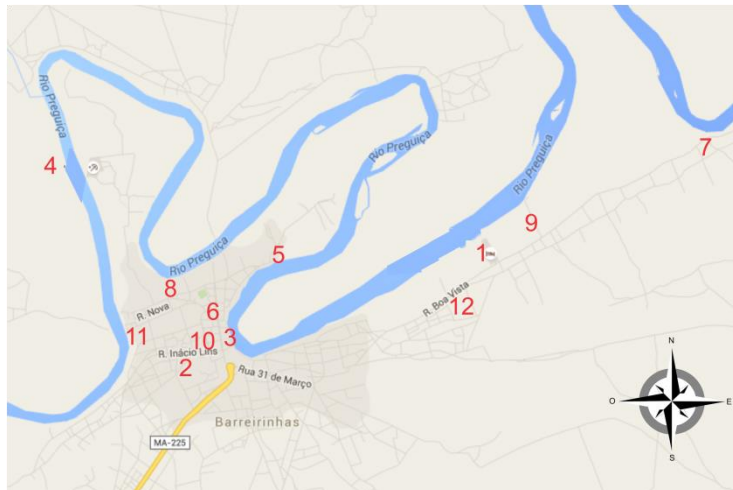 Rio Preguiça
4
7
Rio Preguiça
Rio Preguiça
9
Rio Preguiça
5
1
8
R. Nova
6
R. Boa Vista
12
11
10
3
R. Inácio Lins
2
Rua 31 de Março
N
O
E
S
Barreirinhas
MA-225